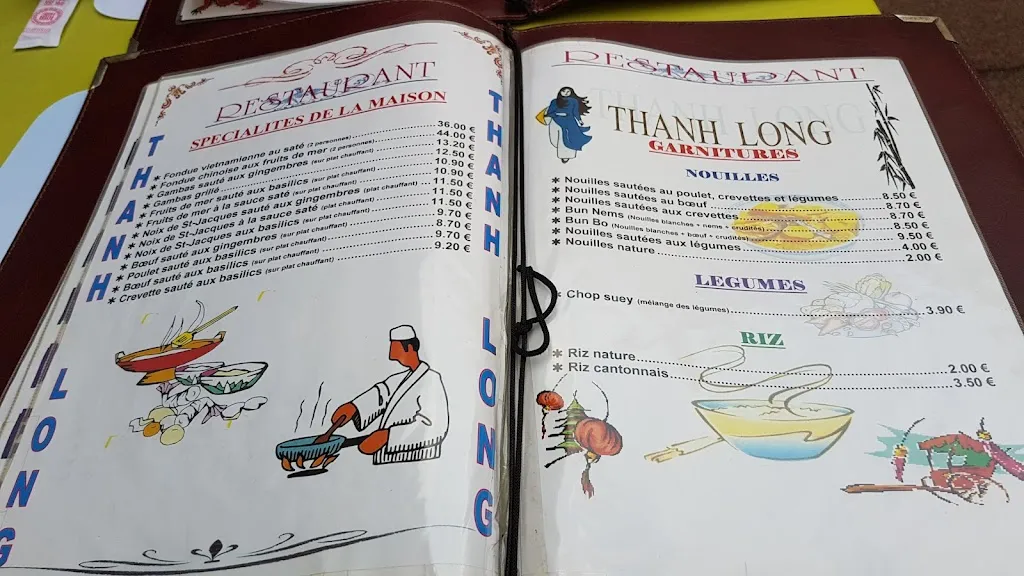 RESTAURANT
SPECIALITES DE LA MAISON
THANH LONG
* Fondue vietnamienne au saté (2 personnes) 36.00 €
* Fondue chinoise aux fruits de mer (2 personnes) 44.00 €
* Gambas sauté aux gingembres (sur plat chauffant) 13.20 €
* Gambas grillé 12.50 €
* Fruits de mer sauté aux basilics (sur plat chauffant) 10.90 €
* Fruits de mer à la sauce saté (sur plat chauffant) 10.90 €
* Noix de St-Jacques sauté aux gingembres (sur plat chauffant) 11.50 €
* Noix de St-Jacques à la sauce saté (plat chauffant) 11.50 €
* Noix de St-Jacques aux basilics (sur plat chauffant) 11.50 €
* Bœuf sauté aux gingembres (sur plat chauffant) 9.70 €
* Poulet sauté aux basilics (sur plat chauffant) 8.70 €
* Bœuf sauté aux basilics (sur plat chauffant) 9.70 €
* Crevette sauté aux basilics (sur plat chauffant) 9.20 €
THANH LONG
RESTAURANT
THANH LONG
GARNITURES
NOUILLES
* Nouilles sautées au poulet, crevettes et légumes 8.50 €
* Nouilles sautées au bœuf 8.70 €
* Nouilles sautées aux crevettes 8.70 €
* Bun Nems (Nouilles blanches + nems + crudités) 8.50 €
* Bun Bo (Nouilles blanches + bœuf + crudités) 9.50 €
* Nouilles sautées aux légumes 4.00 €
* Nouilles nature 2.00 €
LEGUMES
* Chop suey (mélange des légumes) 3.90 €
RIZ
* Riz nature 2.00 €
* Riz cantonnais 3.50 €